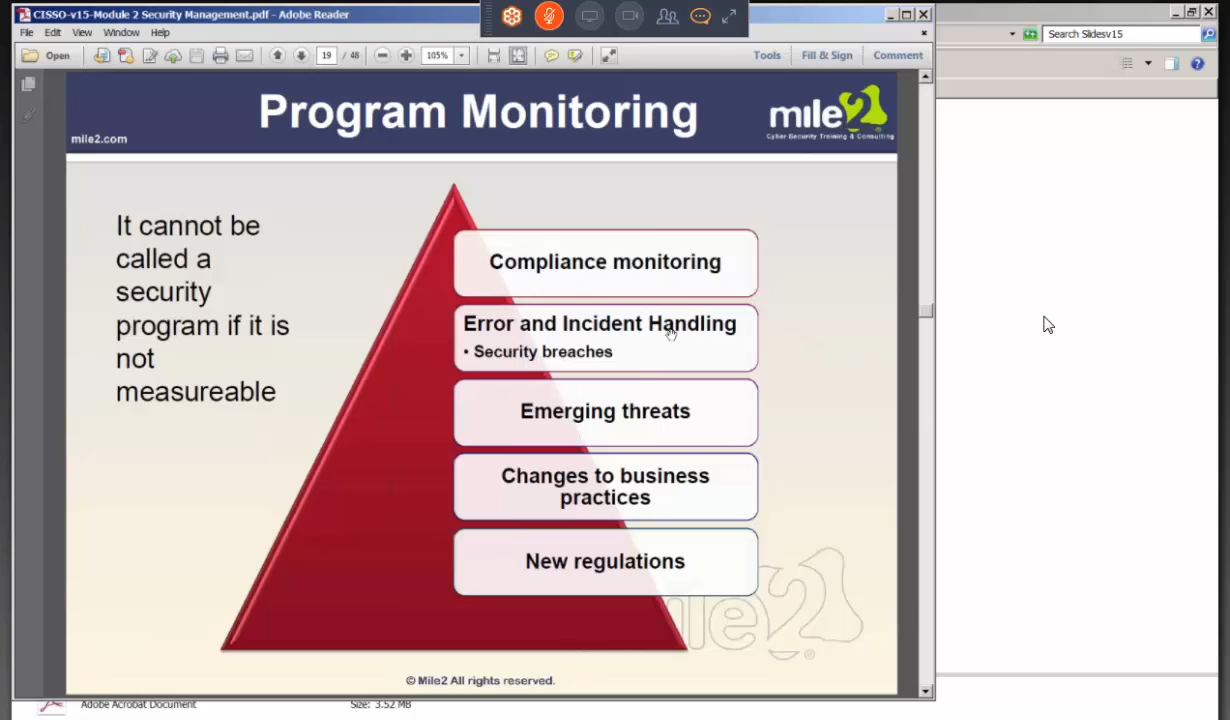 CISSO-v15-Module 2 Security Management.pdf - Adobe Reader
File Edit View Window Help
Search Slidesv15
Open 19 / 48 105% Tools Fill & Sign Comment
Program Monitoring
mile2
Cyber Security Training & Consulting
mile2.com
It cannot be
called a
security
program if it is
not
measureable
Compliance monitoring
Error and Incident Handling
• Security breaches
Emerging threats
Changes to business
practices
New regulations
ile2
®
© Mile2 All rights reserved.
Adobe Acrobat Document Size: 3.52 MB